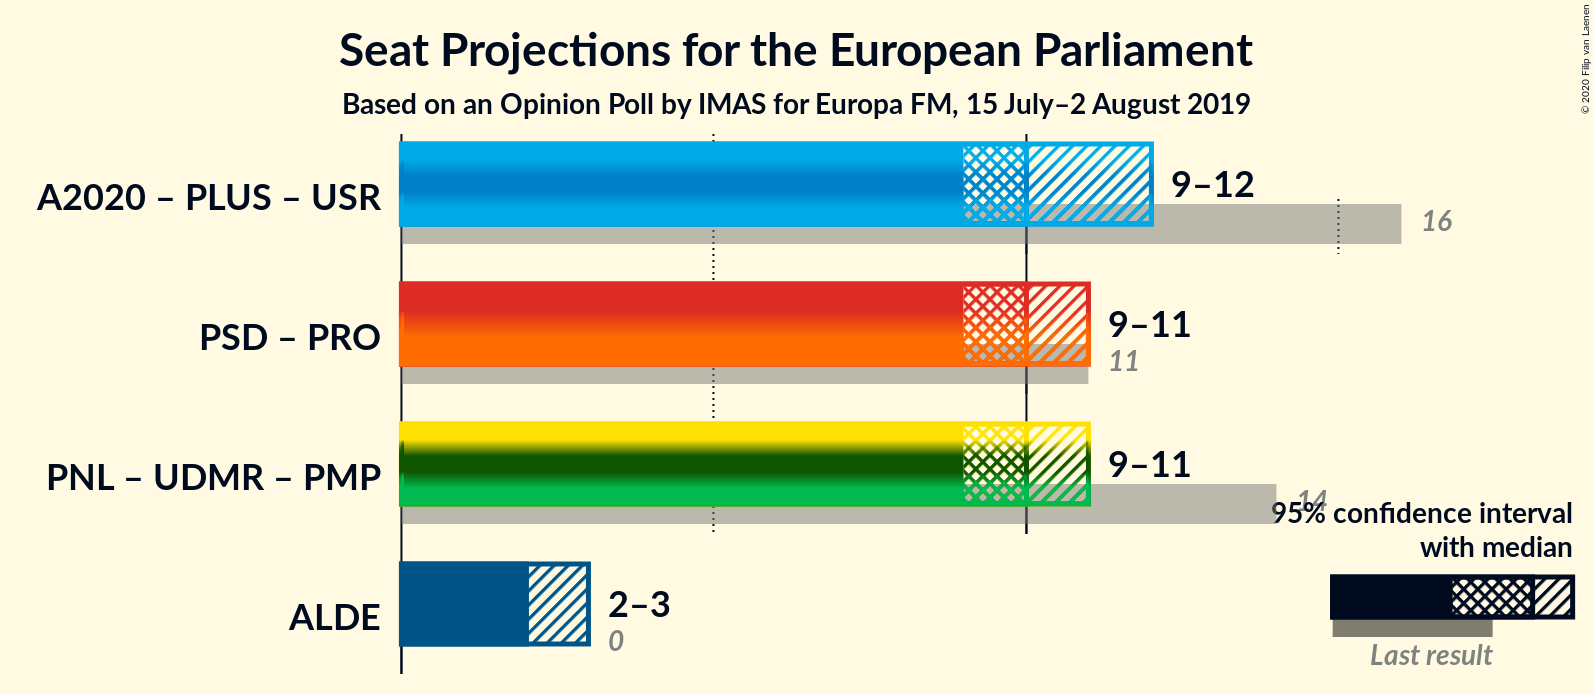 Seat Projections for the European Parliament
Based on an Opinion Poll by IMAS for Europa FM, 15 July–2 August 2019
© 2020 Filip van Laenen
A2020 – PLUS – USR
9–12
16
PSD – PRO
9–11
11
PNL – UDMR – PMP
9–11
14
95% confidence interval
with median
ALDE
2–3
0
Last result